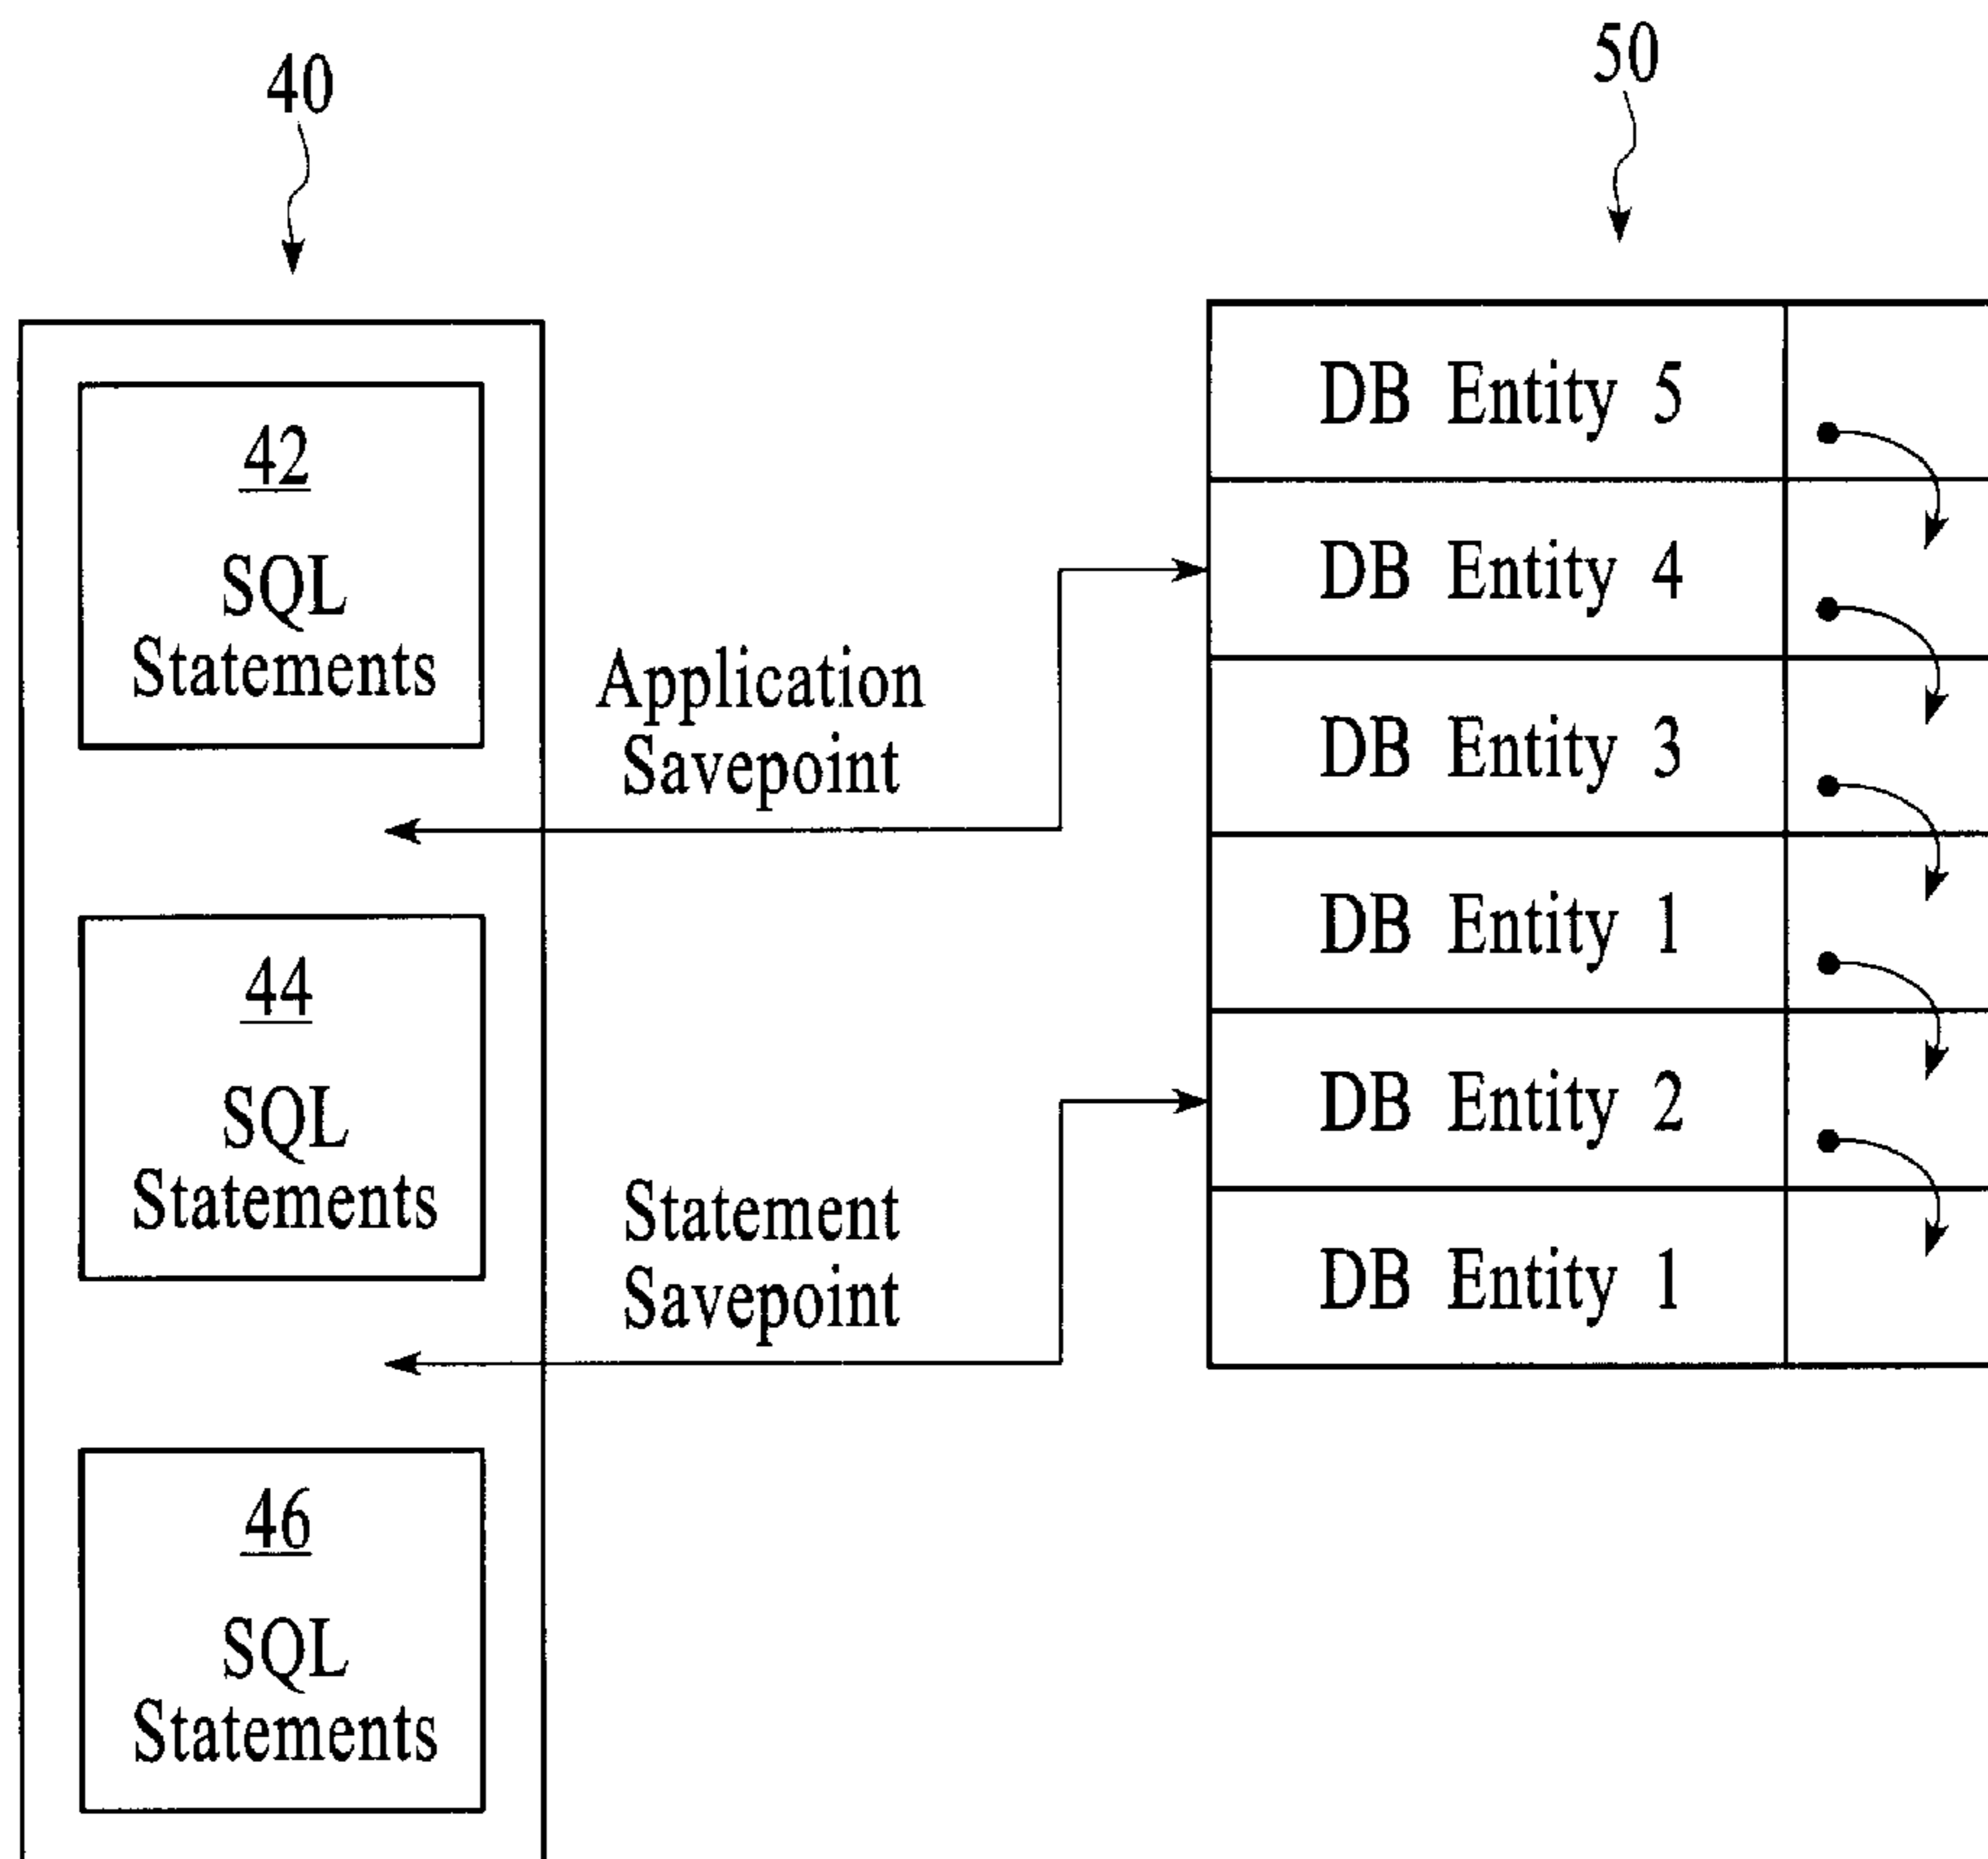 40
42
SQL
Statements
Application
Savepoint
44
SQL
Statements
Statement
Savepoint
46
SQL
Statements
50
DB Entity 5
DB Entity 4
DB Entity 3
DB Entity 1
DB Entity 2
DB Entity 1